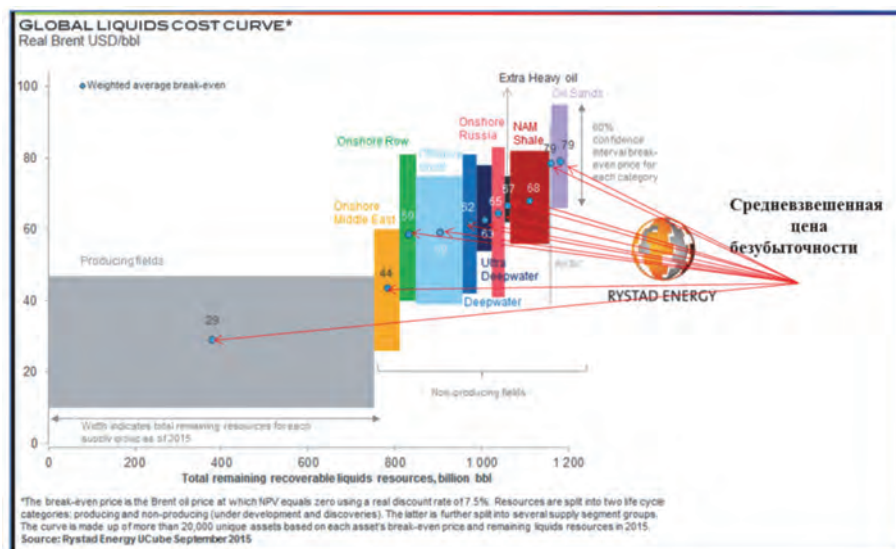 GLOBAL LIQUIDS COST CURVE*
Real Brent USD/bbl
Weighted average break-even
Extra Heavy oil
Oil Sands
Onshore Row
Onshore
Russia
NAM
Shale
60%
confidence
interval break-
even price for
each category
Onshore
Middle East
Producing fields
Ultra
Deepwater
Deepwater
Arctic
Non-producing fields
Width indicates total remaining resources for each
supply group as of 2015
29
44
59
62
63
65
67
68
79
79
Средневзвешенная
цена
безубыточности
RYSTAD ENERGY
100
80
60
40
20
0
0 200 400 600 800 1 000 1 200
Total remaining recoverable liquids resources, billion bbl
*The break-even price is the Brent oil price at which NPV equals zero using a real discount rate of 7.5%. Resources are split into two life cycle
categories: producing and non-producing (under development and discoveries). The latter is further split into several supply segment groups.
The curve is made up of more than 20,000 unique assets based on each asset's break-even price and remaining liquids resources in 2015.
Source: Rystad Energy UCube September 2015